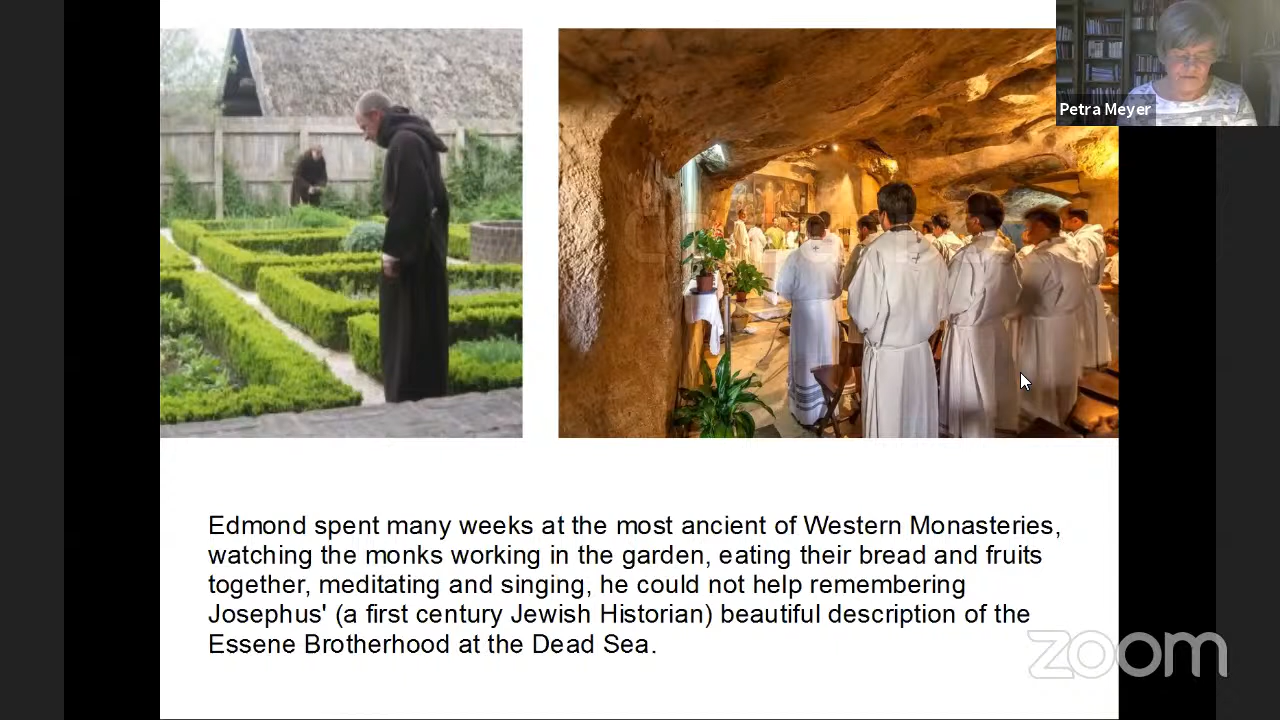 Petra Meyer
Edmond spent many weeks at the most ancient of Western Monasteries,
watching the monks working in the garden, eating their bread and fruits
together, meditating and singing, he could not help remembering
Josephus' (a first century Jewish Historian) beautiful description of the
Essene Brotherhood at the Dead Sea.
zoom